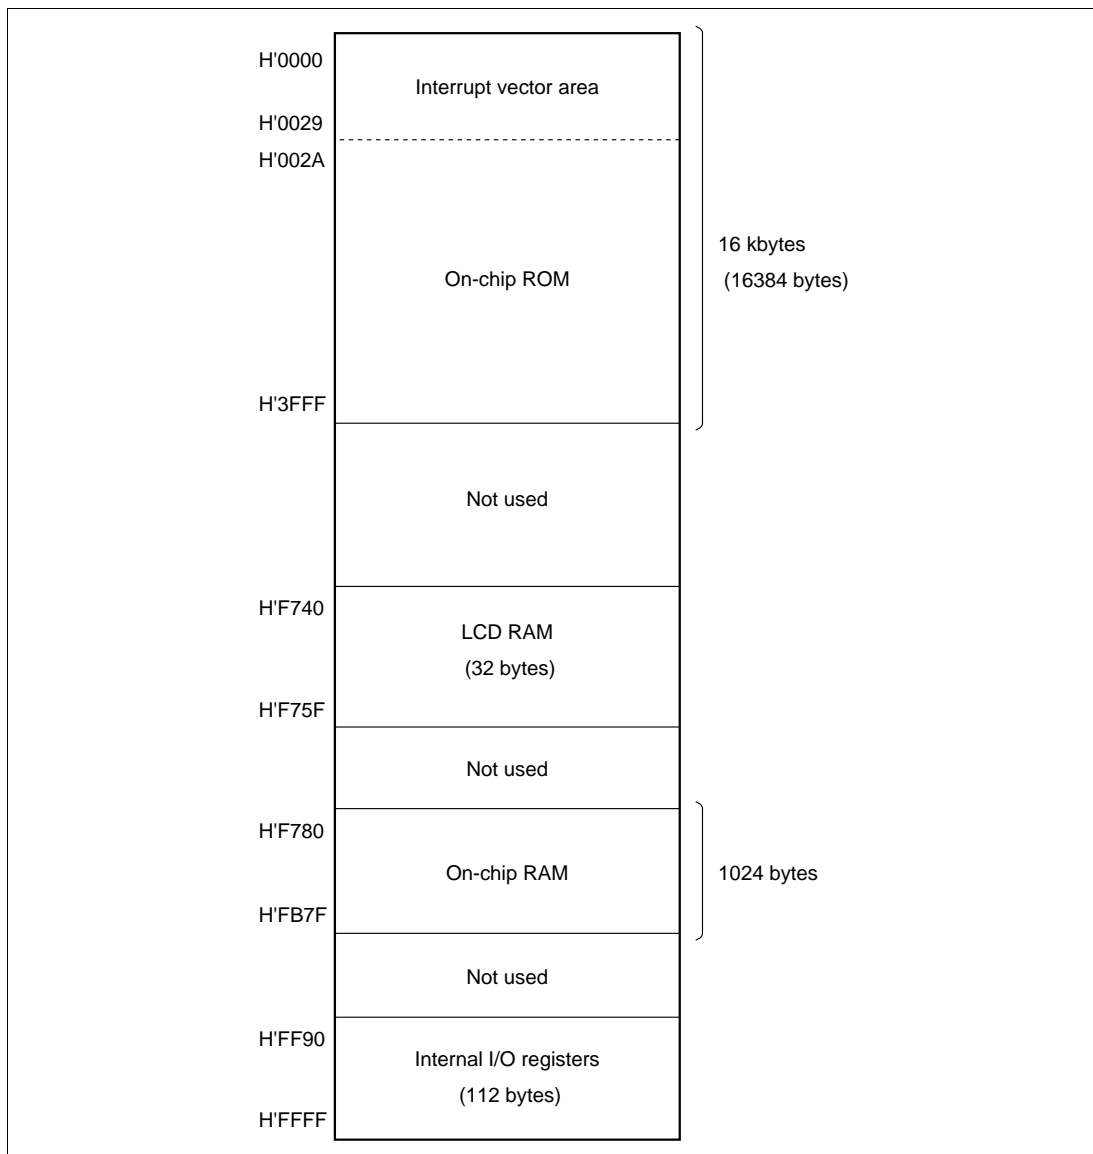 H'0000
Interrupt vector area
H'0029
H'002A
16 kbytes
(16384 bytes)
On-chip ROM
H'3FFF
Not used
H'F740
LCD RAM
(32 bytes)
H'F75F
Not used
H'F780
On-chip RAM
1024 bytes
H'FB7F
Not used
H'FF90
Internal I/O registers
(112 bytes)
H'FFFF